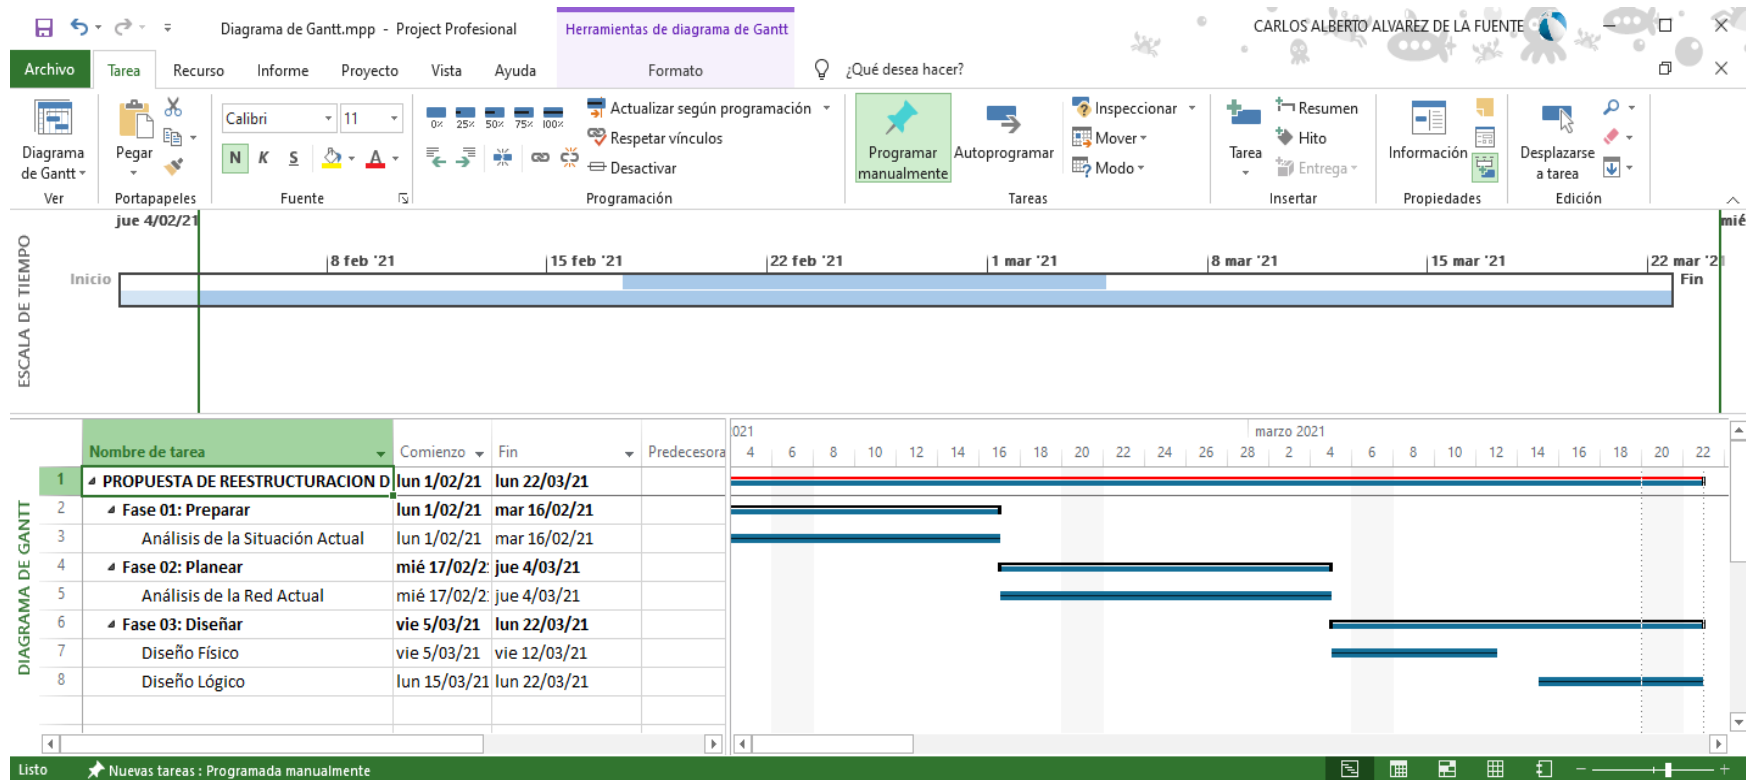 Diagrama de Gantt.mpp - Project Profesional
Herramientas de diagrama de Gantt
CARLOS ALBERTO ALVAREZ DE LA FUENTE
Archivo Tarea Recurso Informe Proyecto Vista Ayuda Formato ¿Qué desea hacer?
Diagrama de Gantt
Ver
Pegar
Portapapeles
Calibri 11
N K S A
Fuente
0% 25% 50% 75% 100%
Actualizar según programación
Respetar vínculos
Desactivar
Programación
Programar manualmente
Autoprogramar
Inspeccionar
Mover
Modo
Tareas
Tarea
Resumen
Hito
Entrega
Insertar
Información
Propiedades
Desplazarse a tarea
Edición
ESCALA DE TIEMPO
jue 4/02/21
mié
8 feb '21 15 feb '21 22 feb '21 1 mar '21 8 mar '21 15 mar '21 22 mar '2
Inicio
Fin
DIAGRAMA DE GANTT
Nombre de tarea Comienzo Fin Predecesora
021 marzo 2021
4 6 8 10 12 14 16 18 20 22 24 26 28 2 4 6 8 10 12 14 16 18 20 22
1 PROPUESTA DE REESTRUCTURACION D lun 1/02/21 lun 22/03/21
2 Fase 01: Preparar lun 1/02/21 mar 16/02/21
3 Análisis de la Situación Actual lun 1/02/21 mar 16/02/21
4 Fase 02: Planear mié 17/02/2 jue 4/03/21
5 Análisis de la Red Actual mié 17/02/2 jue 4/03/21
6 Fase 03: Diseñar vie 5/03/21 lun 22/03/21
7 Diseño Físico vie 5/03/21 vie 12/03/21
8 Diseño Lógico lun 15/03/21 lun 22/03/21
Listo Nuevas tareas : Programada manualmente